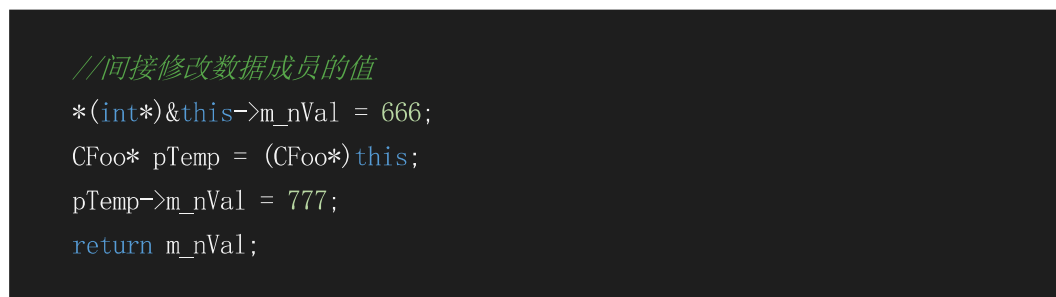 //间接修改数据成员的值
*(int*)&this->m_nVal = 666;
CFoo* pTemp = (CFoo*)this;
pTemp->m_nVal = 777;
return m_nVal;